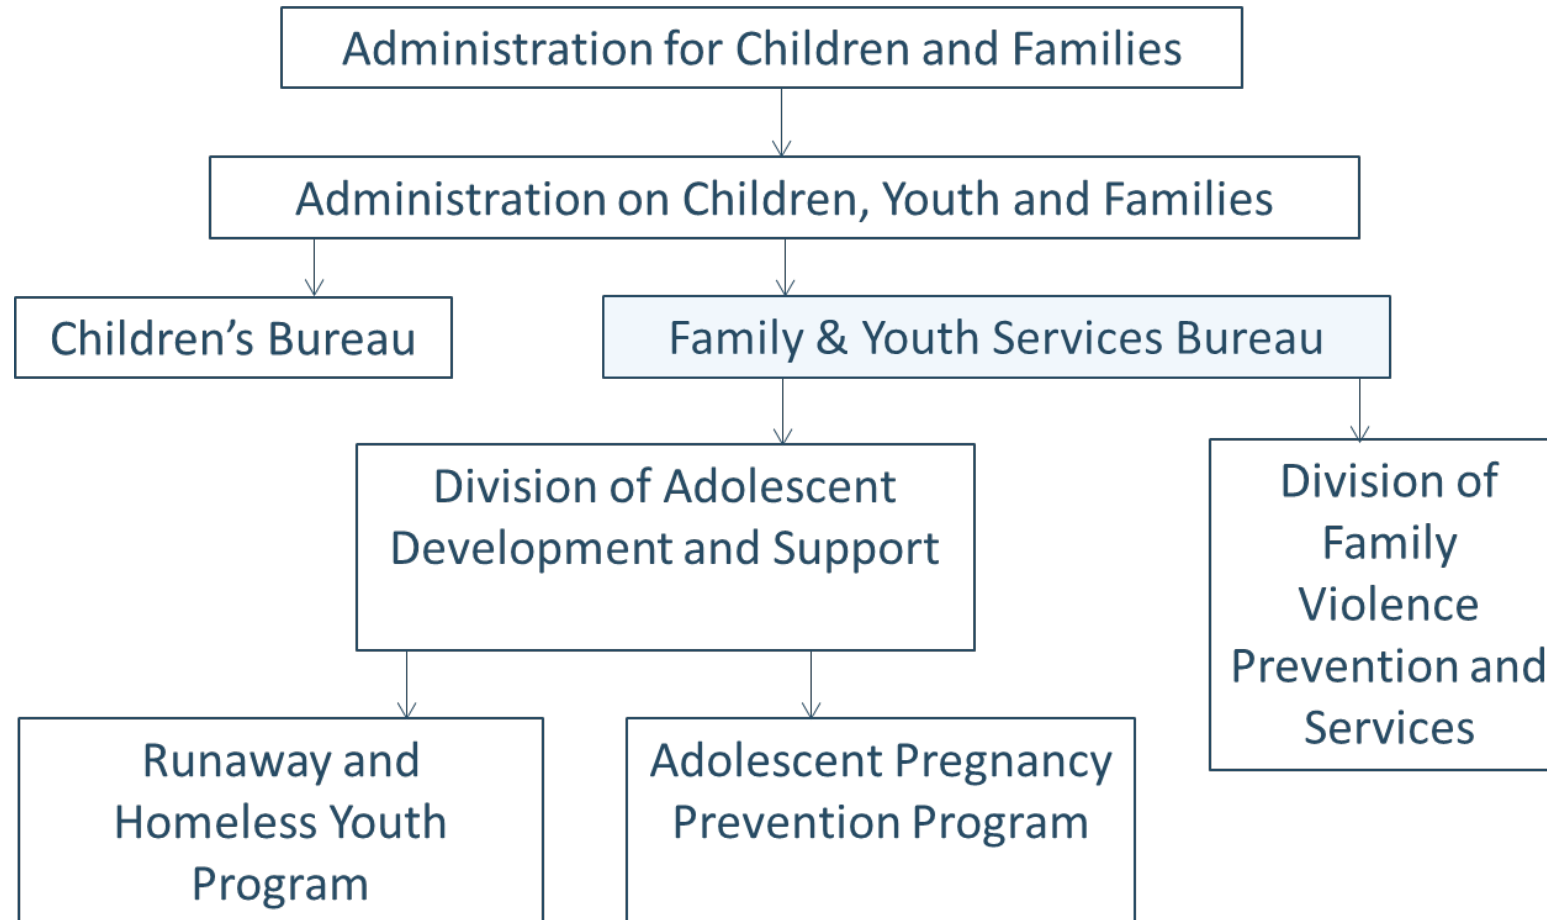 Administration for Children and Families
Administration on Children, Youth and Families
Children’s Bureau
Family & Youth Services Bureau
Division of Adolescent
Development and Support
Division of
Family
Violence
Prevention and
Services
Runaway and
Homeless Youth
Program
Adolescent Pregnancy
Prevention Program